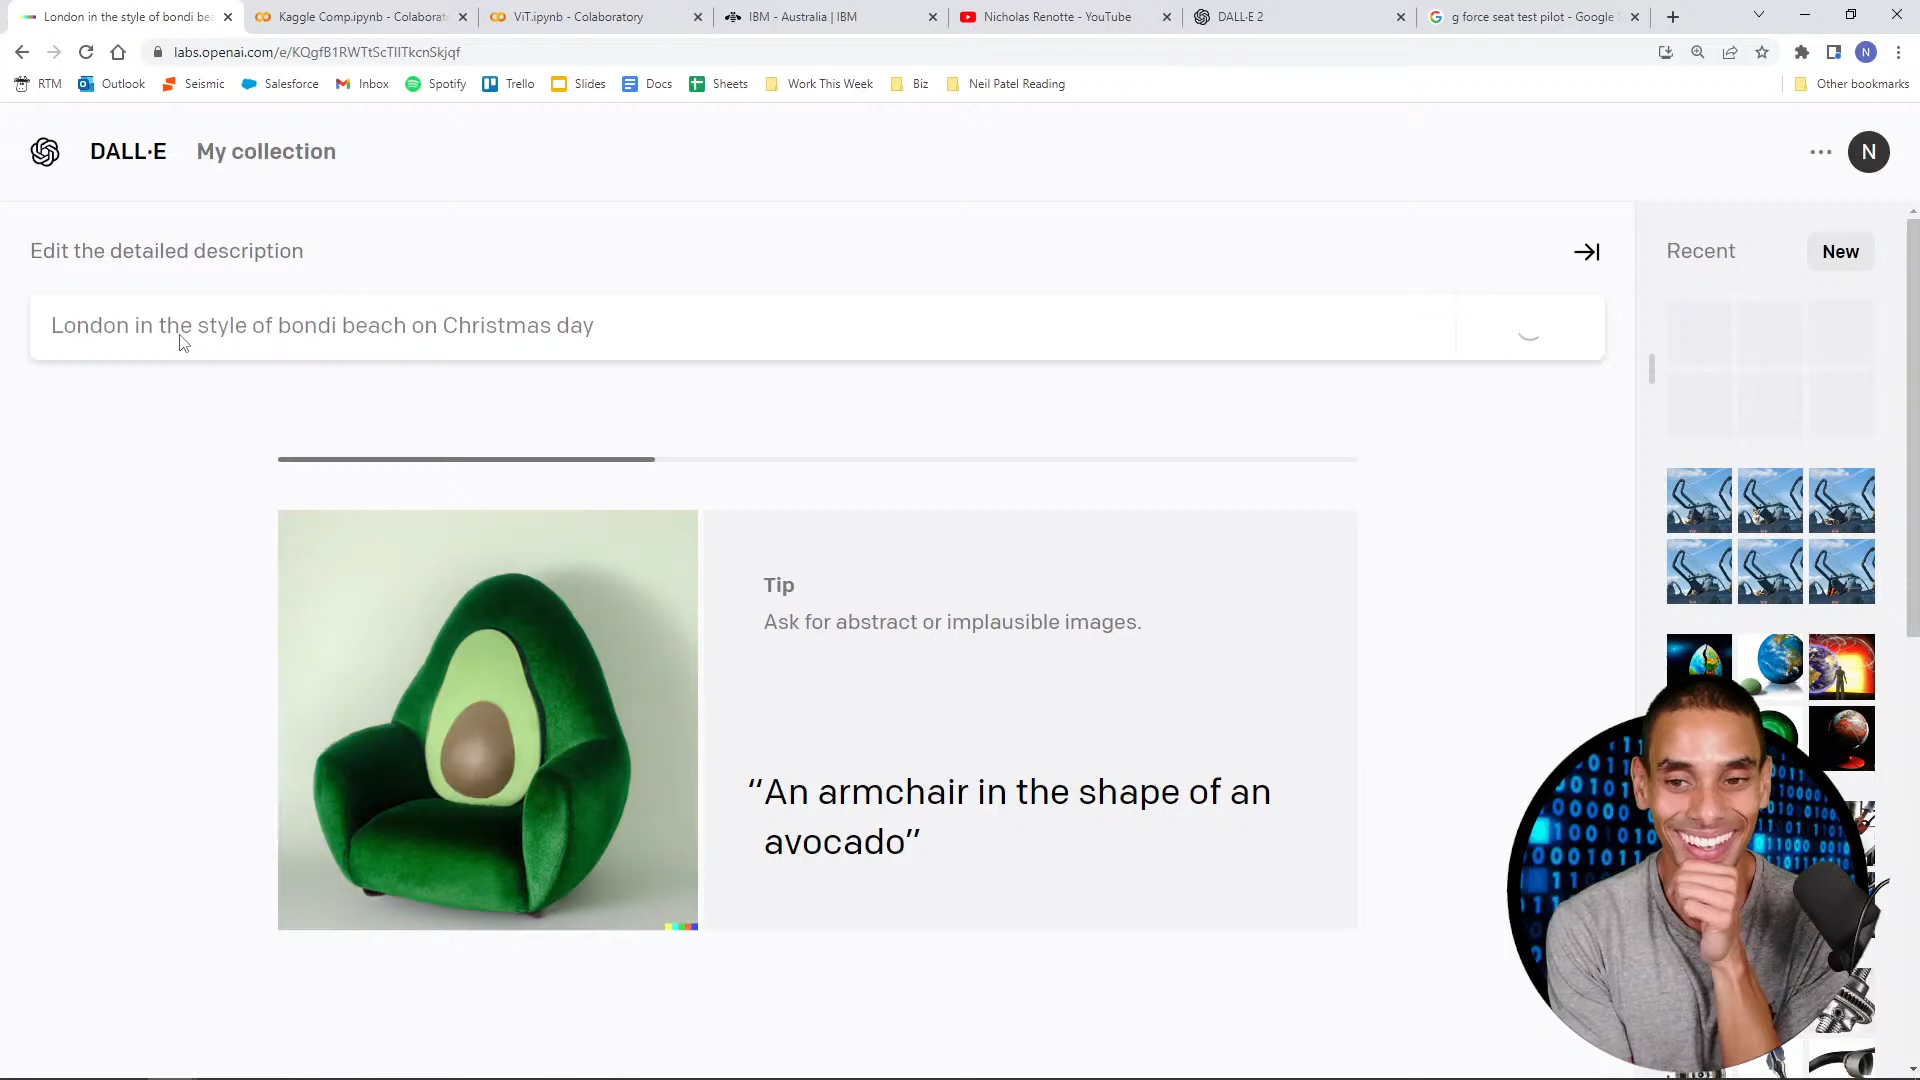 London in the style of bondi bea
Kaggle Comp.ipynb - Colaborat
ViT.ipynb - Colaboratory
IBM - Australia | IBM
Nicholas Renotte - YouTube
DALL·E 2
g force seat test pilot - Google S
labs.openai.com/e/KQgfB1RWTtScTIITkcnSkjqf
N
RTM
Outlook
Seismic
Salesforce
Inbox
Spotify
Trello
Slides
Docs
Sheets
Work This Week
Biz
Neil Patel Reading
Other bookmarks
DALL·E
My collection
N
Edit the detailed description
Recent
New
London in the style of bondi beach on Christmas day
Tip
Ask for abstract or implausible images.
“An armchair in the shape of an
avocado”